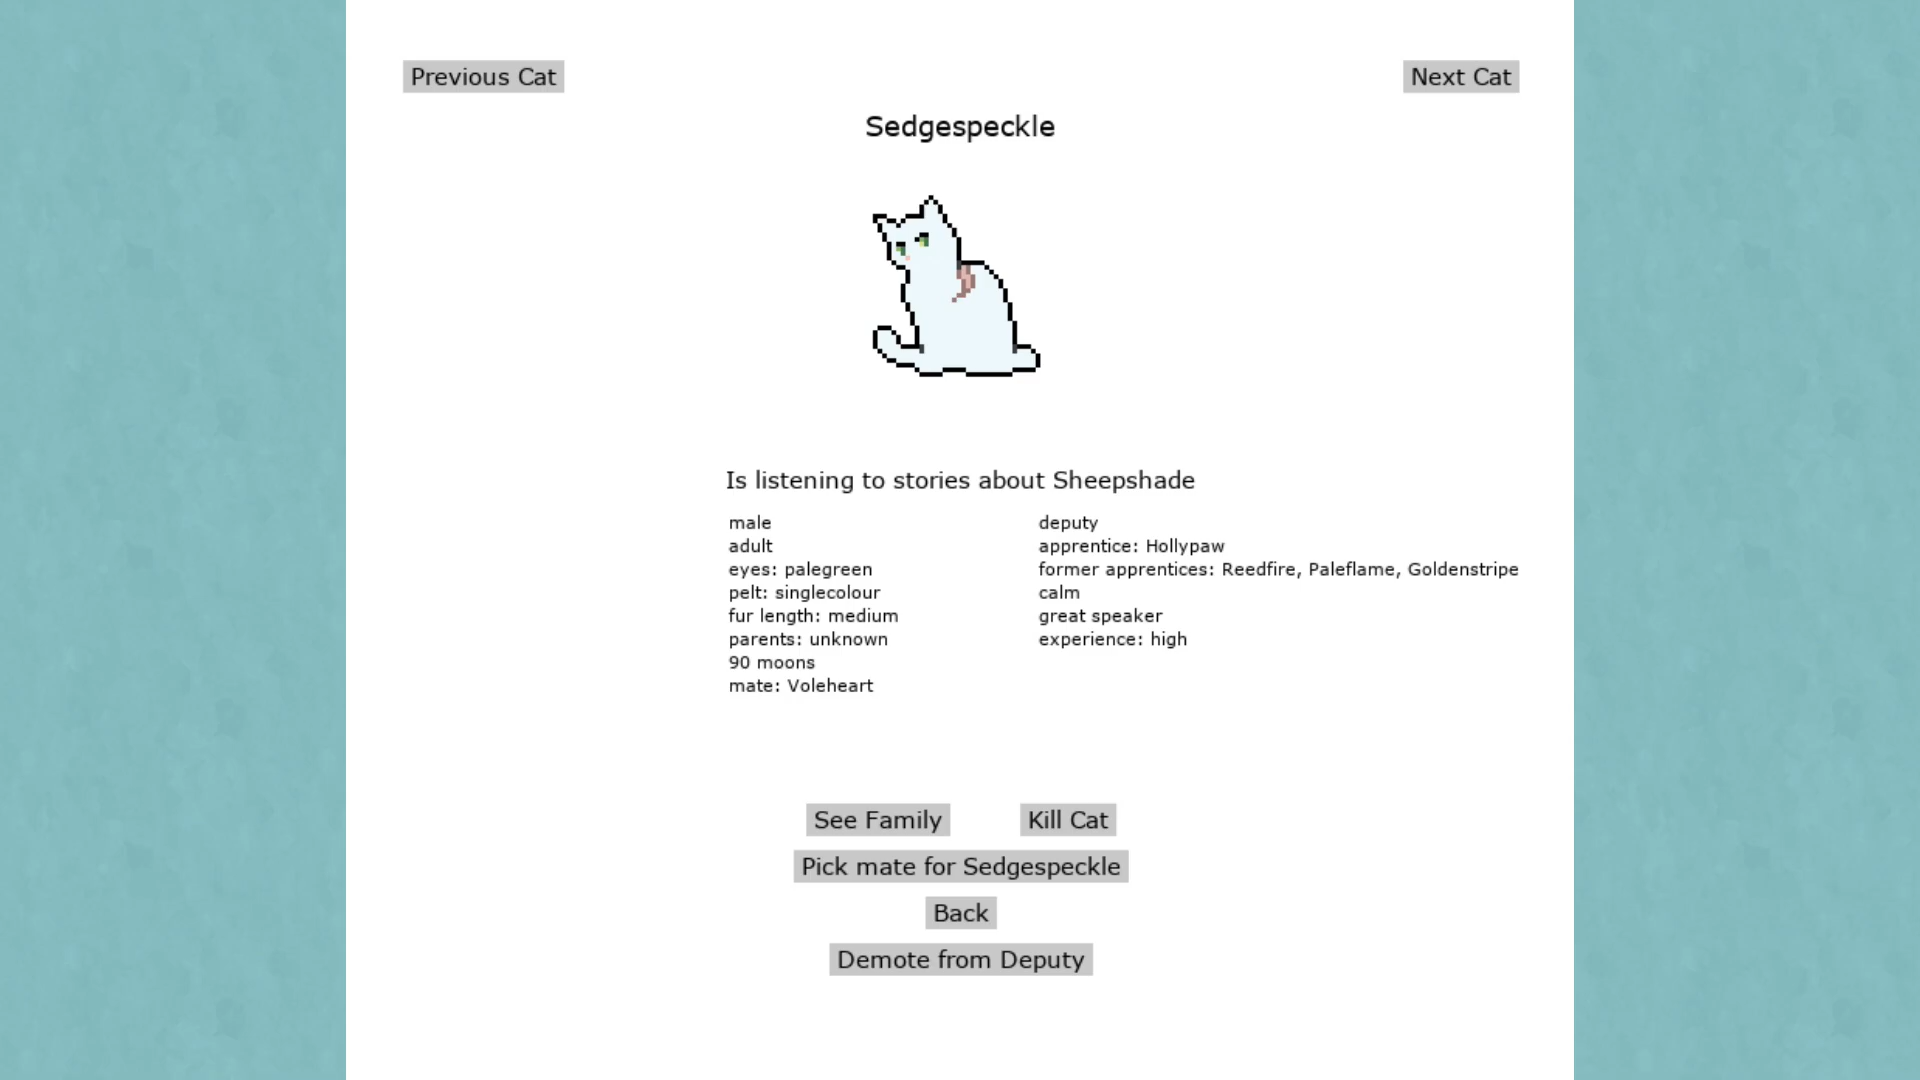 Previous Cat
Next Cat
Sedgespeckle
Is listening to stories about Sheepshade
male
adult
eyes: palegreen
pelt: singlecolour
fur length: medium
parents: unknown
90 moons
mate: Voleheart
deputy
apprentice: Hollypaw
former apprentices: Reedfire, Paleflame, Goldenstripe
calm
great speaker
experience: high
See Family
Kill Cat
Pick mate for Sedgespeckle
Back
Demote from Deputy